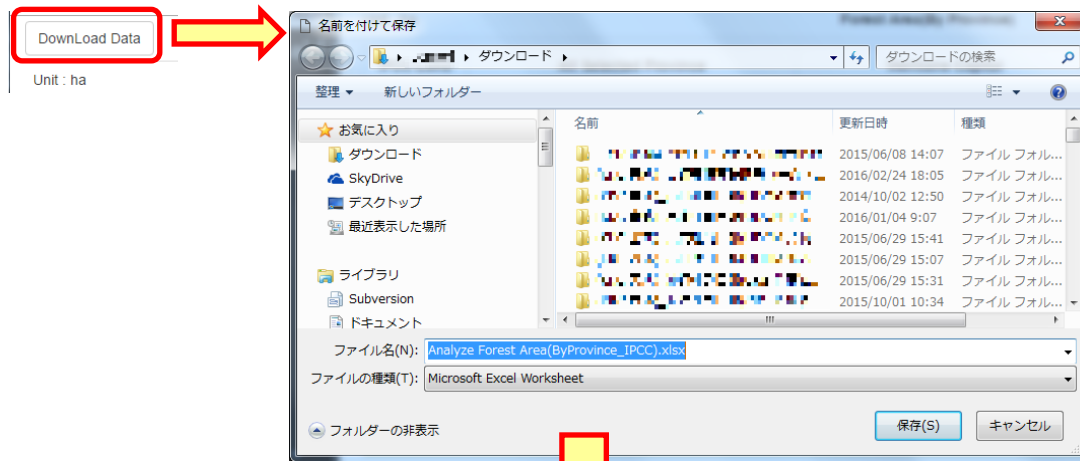 DownLoad Data
Unit : ha
名前を付けて保存
ダウンロード
ダウンロードの検索
整理
新しいフォルダー
お気に入り
ダウンロード
SkyDrive
デスクトップ
最近表示した場所
ライブラリ
Subversion
ドキュメント
名前 更新日時 種類
2015/06/08 14:07 ファイル フォル...
2016/02/24 18:05 ファイル フォル...
2014/10/02 12:50 ファイル フォル...
2016/01/04 9:07 ファイル フォル...
2015/06/29 15:41 ファイル フォル...
2015/06/29 15:07 ファイル フォル...
2015/06/29 15:31 ファイル フォル...
2015/10/01 10:34 ファイル フォル...
ファイル名(N): Analyze Forest Area(ByProvince_IPCC).xlsx
ファイルの種類(T): Microsoft Excel Worksheet
フォルダーの非表示
保存(S)
キャンセル